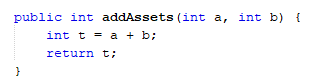 public int addAssets(int a, int b) {
    int t = a + b;
    return t;
}